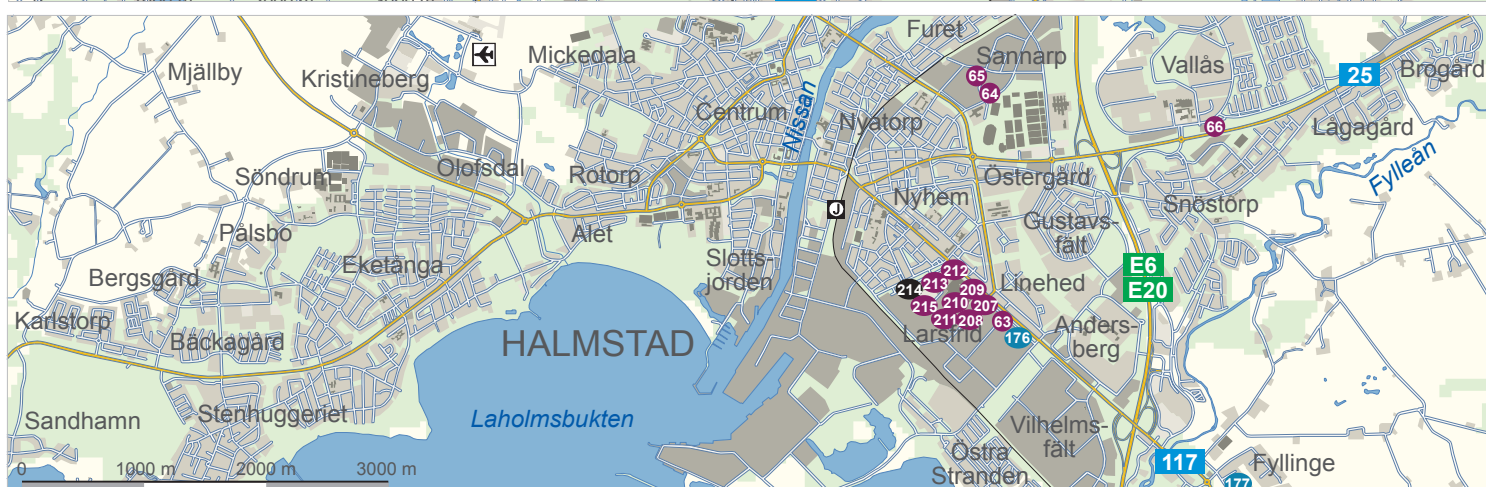 Furet
Mickedala
Sannarp
Mjällby
Kristineberg
Vallås
25
Brogård
65
64
Centrum
Nissan
Nyatorp
66
Lågagård
Söndrum
Olofsdal
Rotorp
Nyhem
Östergård
Fylleån
Snöstorp
J
Gustavs-
fält
Pålsbo
Alet
Bergsgård
Eketånga
Slotts-
jorden
E6
E20
212
213
214
209
Linehed
210
207
215
211
208
63
176
Larsfrid
Karlstorp
Bäckagård
HALMSTAD
Anders-
berg
Sandhamn
Stenhuggeriet
Laholmsbukten
Vilhelms-
fält
Östra
Stranden
117
Fyllinge
177
0
1000 m
2000 m
3000 m